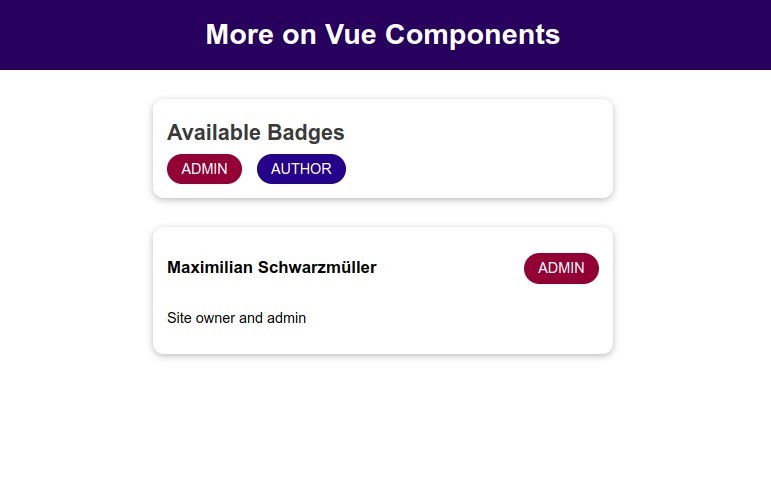 More on Vue Components
Available Badges
ADMIN AUTHOR
Maximilian Schwarzmüller ADMIN
Site owner and admin